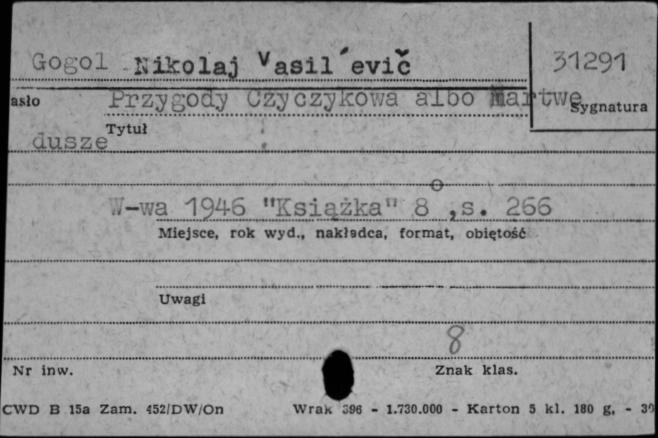 Gogol Nikolaj Vasil´evič 31291
asło Przygody Czyczykowa albo Martwe Sygnatura
Tytuł
dusze
W-wa 1946 "Książka" 8°, s. 266
Miejsce, rok wyd., nakładca, format, obiętość
Uwagi
8
Nr inw. Znak klas.
CWD B 15a Zam. 452/DW/On Wrak 396 - 1.730.000 - Karton 5 kl. 180 g, - 30